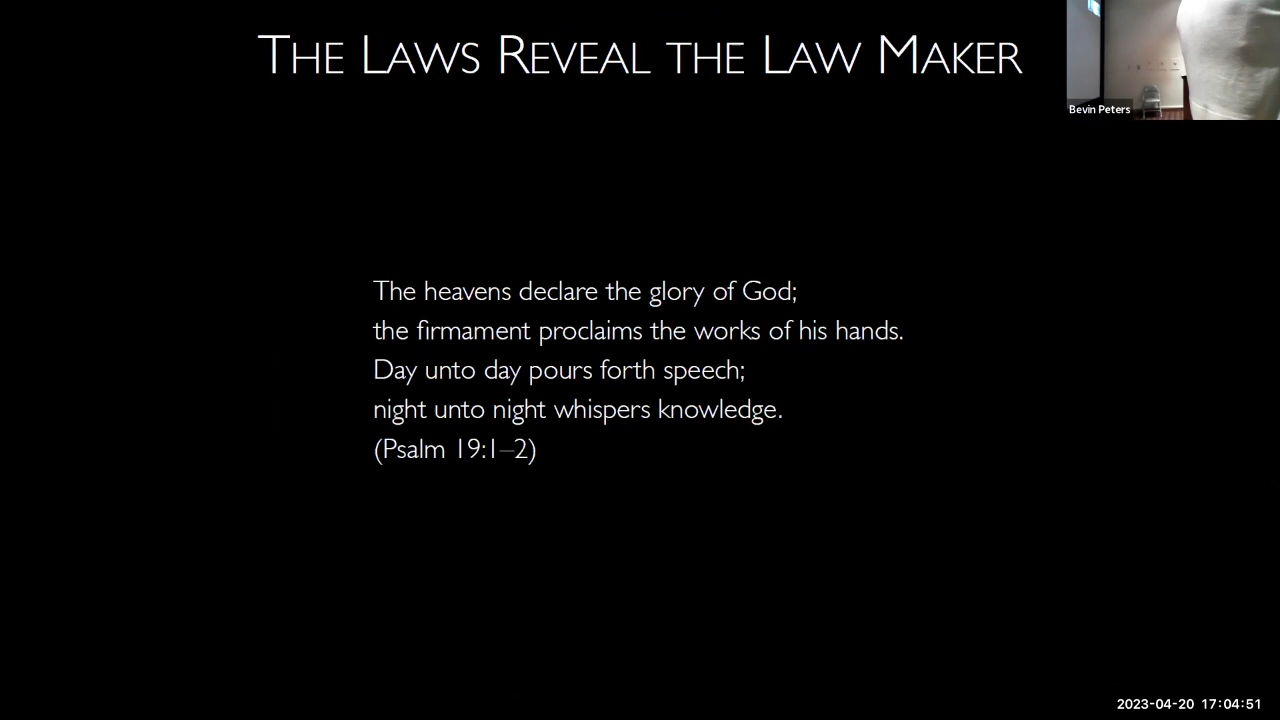 THE LAWS REVEAL THE LAW MAKER
Bevin Peters
The heavens declare the glory of God;
the firmament proclaims the works of his hands.
Day unto day pours forth speech;
night unto night whispers knowledge.
(Psalm 19:1–2)
2023-04-20 17:04:51